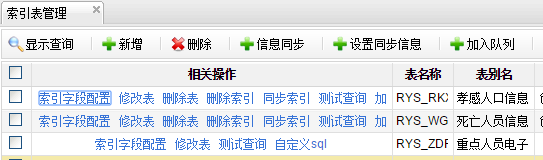 索引表管理
显示查询 新增 删除 信息同步 设置同步信息 加入队列
相关操作 表名称 表别名
索引字段配置 修改表 删除表 删除索引 同步索引 测试查询 加 RYS_RK 孝感人口信息
索引字段配置 修改表 删除表 删除索引 同步索引 测试查询 加 RYS_WG 死亡人员信息
索引字段配置 修改表 测试查询 自定义sql RYS_ZDF 重点人员电子